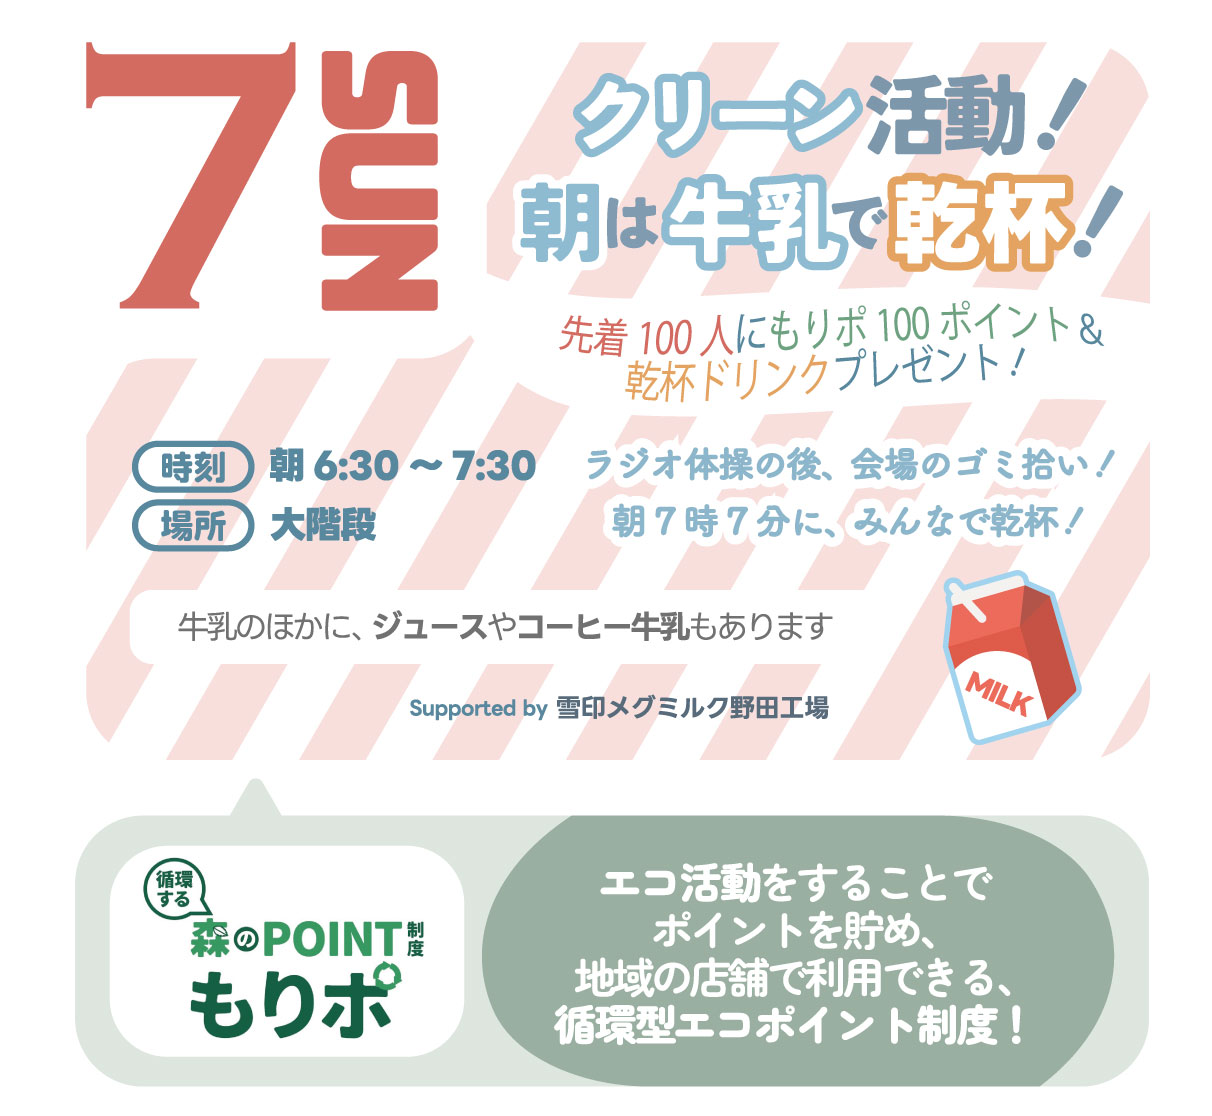 7
SUN
クリーン活動！
朝は牛乳で乾杯！
先着 100 人にもりポ 100 ポイント &
乾杯ドリンクプレゼント！
時刻 朝 6:30 ～ 7:30
場所 大階段
ラジオ体操の後、会場のゴミ拾い！
朝７時７分に、みんなで乾杯！
牛乳のほかに、ジュースやコーヒー牛乳もあります
MILK
Supported by 雪印メグミルク野田工場
循環
する
森のPOINT制度
もりポ
エコ活動をすることで
ポイントを貯め、
地域の店舗で利用できる、
循環型エコポイント制度！